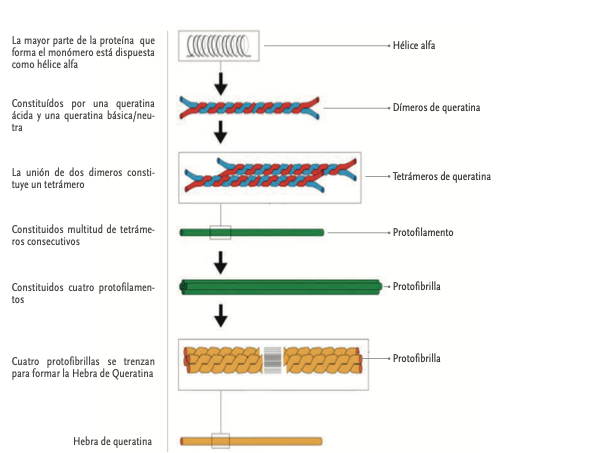 La mayor parte de la proteína que
forma el monómero está dispuesta
como hélice alfa
Hélice alfa
Constituídos por una queratina
ácida y una queratina básica/neu-
tra
Dímeros de queratina
La unión de dos dimeros consti-
tuye un tetrámero
Tetrámeros de queratina
Constituidos multitud de tetráme-
ros consecutivos
Protofilamento
Constituidos cuatro protofilamen-
tos
Protofibrilla
Cuatro protofibrillas se trenzan
para formar la Hebra de Queratina
Protofibrilla
Hebra de queratina